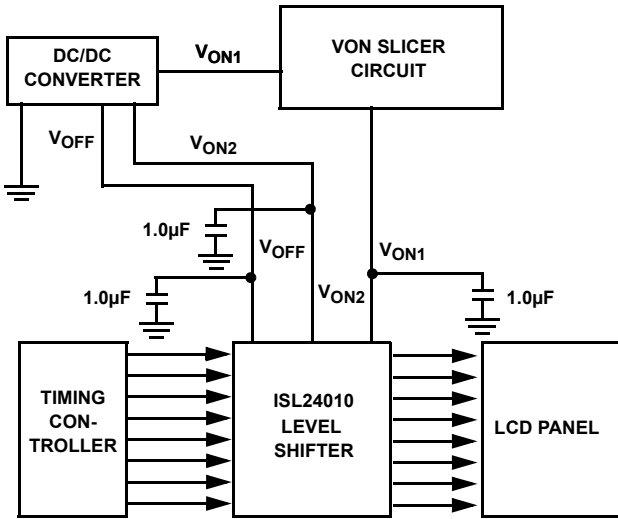 DC/DC
CONVERTER
VON1
VON SLICER
CIRCUIT
VOFF
VON2
1.0µF
VOFF
VON1
1.0µF
VON2
1.0µF
TIMING
CON-
TROLLER
ISL24010
LEVEL
SHIFTER
LCD PANEL